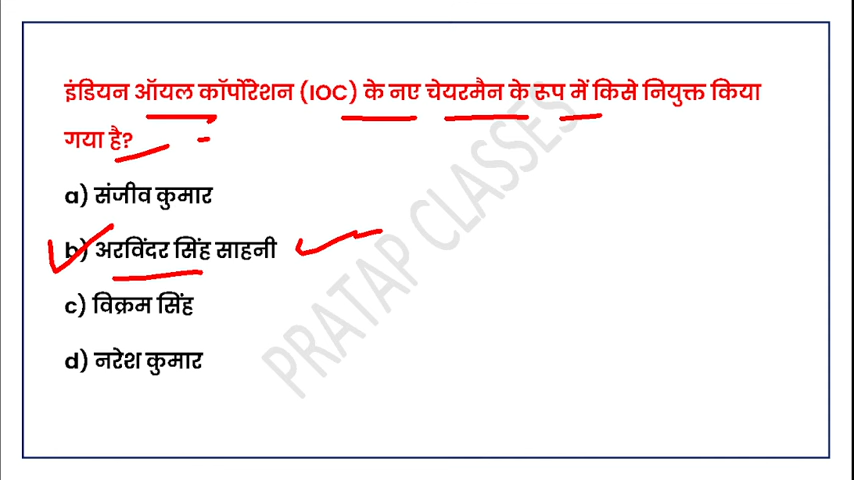 इंडियन ऑयल कॉर्पोरेशन (IOC) के नए चेयरमैन के रूप में किसे नियुक्त किया
गया है?
a) संजीव कुमार
b) अरविंदर सिंह साहनी
c) विक्रम सिंह
d) नरेश कुमार
PRATAP CLASSES